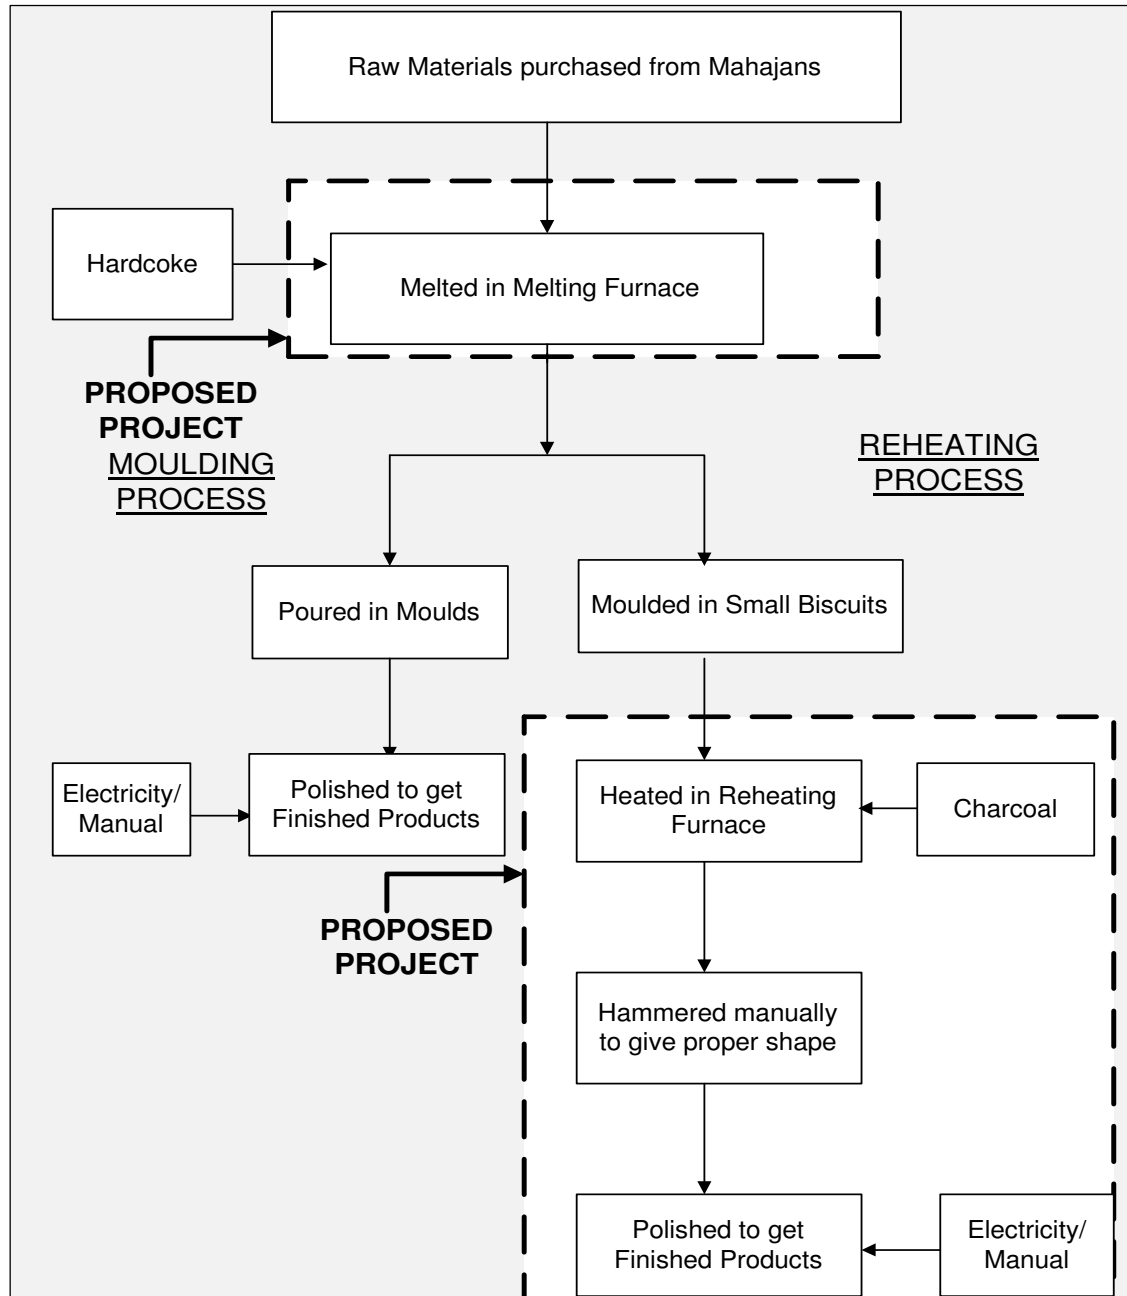 Raw Materials purchased from Mahajans
Hardcoke
Melted in Melting Furnace
PROPOSED
PROJECT
MOULDING
PROCESS
REHEATING
PROCESS
Poured in Moulds
Moulded in Small Biscuits
Electricity/
Manual
Polished to get
Finished Products
Heated in Reheating
Furnace
Charcoal
PROPOSED
PROJECT
Hammered manually
to give proper shape
Polished to get
Finished Products
Electricity/
Manual